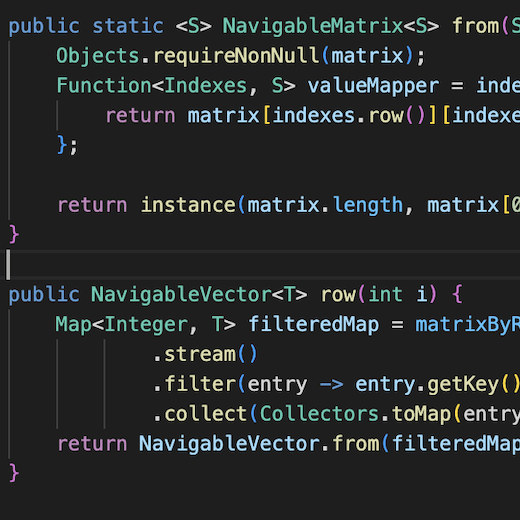 public static <S> NavigableMatrix<S> from(S
Objects.requireNonNull(matrix);
Function<Indexes, S> valueMapper = inde
return matrix[indexes.row()][indexe
};
return instance(matrix.length, matrix[0
}
public NavigableVector<T> row(int i) {
Map<Integer, T> filteredMap = matrixByR
.stream()
.filter(entry -> entry.getKey()
.collect(Collectors.toMap(entry
return NavigableVector.from(filteredMap
}